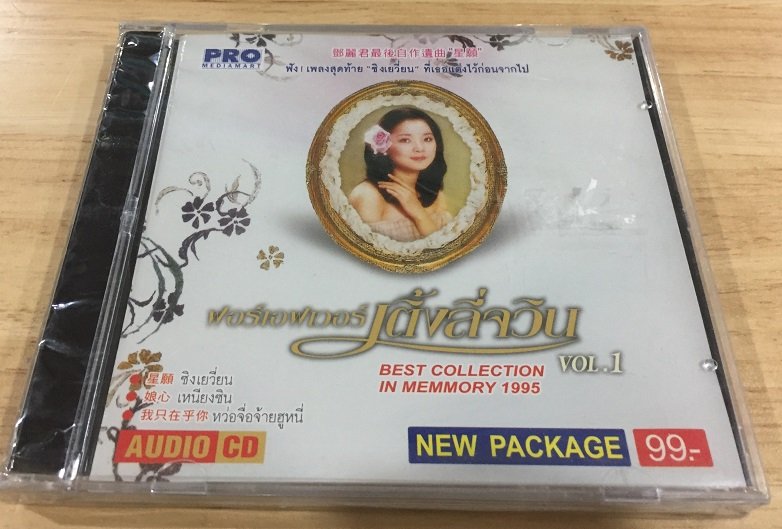 PRO
MEDIAMART
鄧麗君最後自作遺曲"星願"
ฟัง! เพลงสุดท้าย "ชิงเยวี่ยน" ที่เธอแต่งไว้ก่อนจากไป
ฟอร์เอฟเวอร์ เติ้งลี่จวิน
VOL.1
BEST COLLECTION
IN MEMMORY 1995
星願 ชิงเยวี่ยน
娘心 เหนียงซิน
我只在乎你 หว่อจื่อจ้ายฮูหนี่
AUDIO CD
NEW PACKAGE 99.-